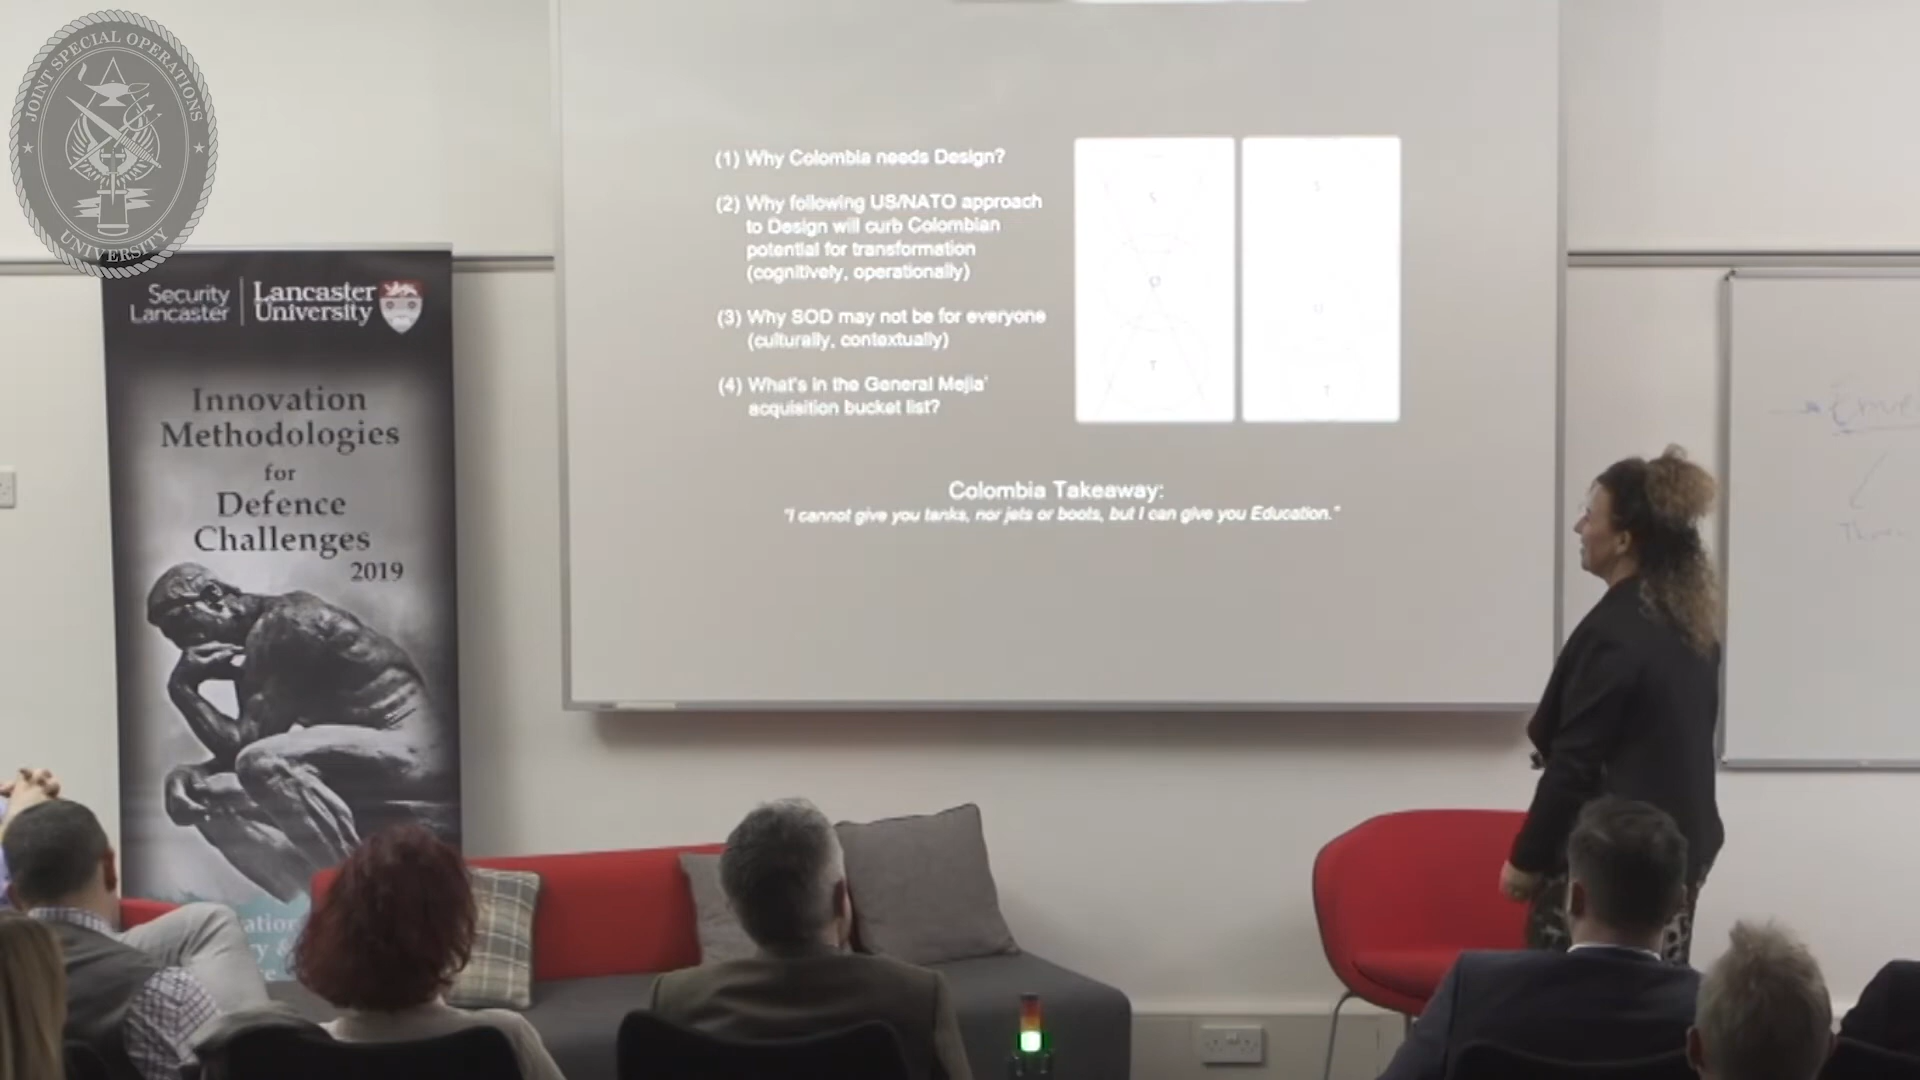 JOINT SPECIAL OPERATIONS
UNIVERSITY
Security
Lancaster
Lancaster
University
Innovation
Methodologies
for
Defence
Challenges
2019
(1) Why Colombia needs Design?
(2) Why following US/NATO approach
to Design will curb Colombian
potential for transformation
(cognitively, operationally)
(3) Why SOD may not be for everyone
(culturally, contextually)
(4) What's in the General Mejia'
acquisition bucket list?
S
O
T
S
U
T
Colombia Takeaway:
"I cannot give you tanks, nor jets or boots, but I can give you Education."